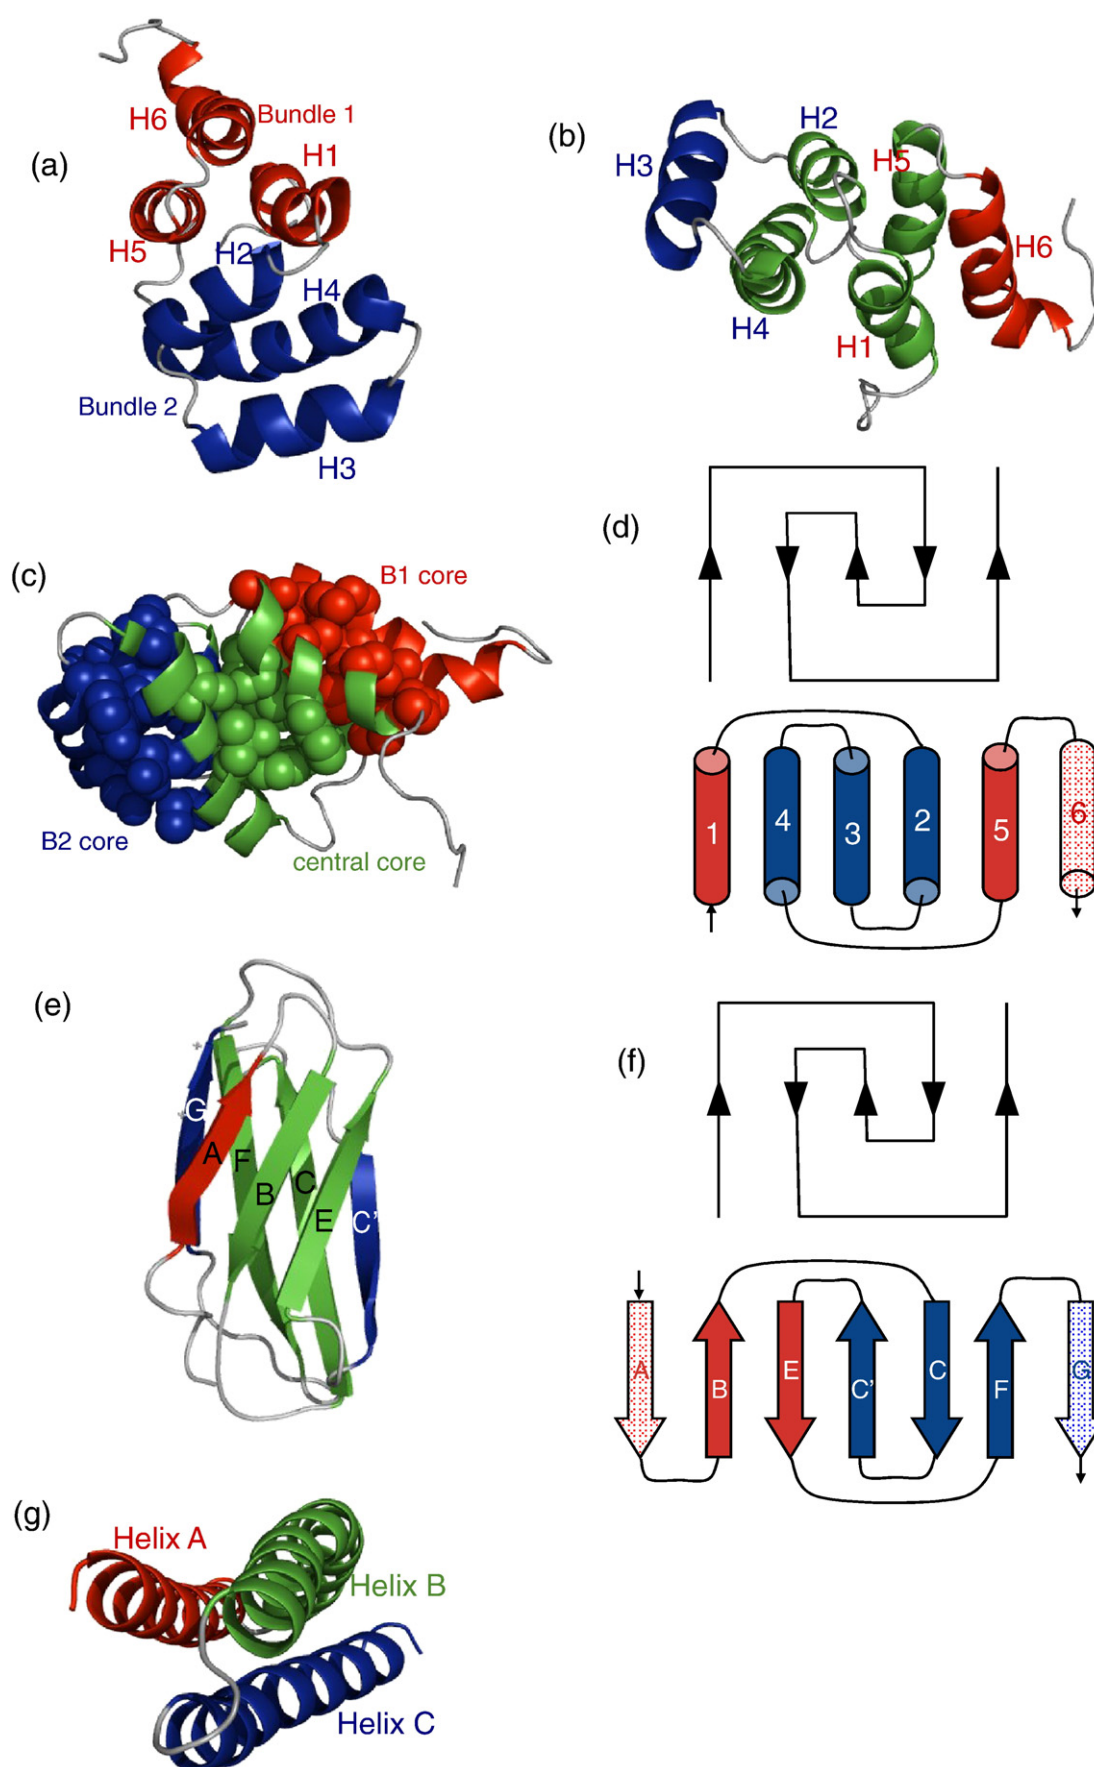 (a)
H6
Bundle 1
H1
H5
H2
H4
Bundle 2
H3
(b)
H2
H3
H5
H6
H4
H1
(c)
B1 core
B2 core
central core
(d)
1
4
3
2
5
6
(e)
G
A
F
B
C
E
C'
(f)
A
B
E
C'
C
F
G
(g)
Helix A
Helix B
Helix C